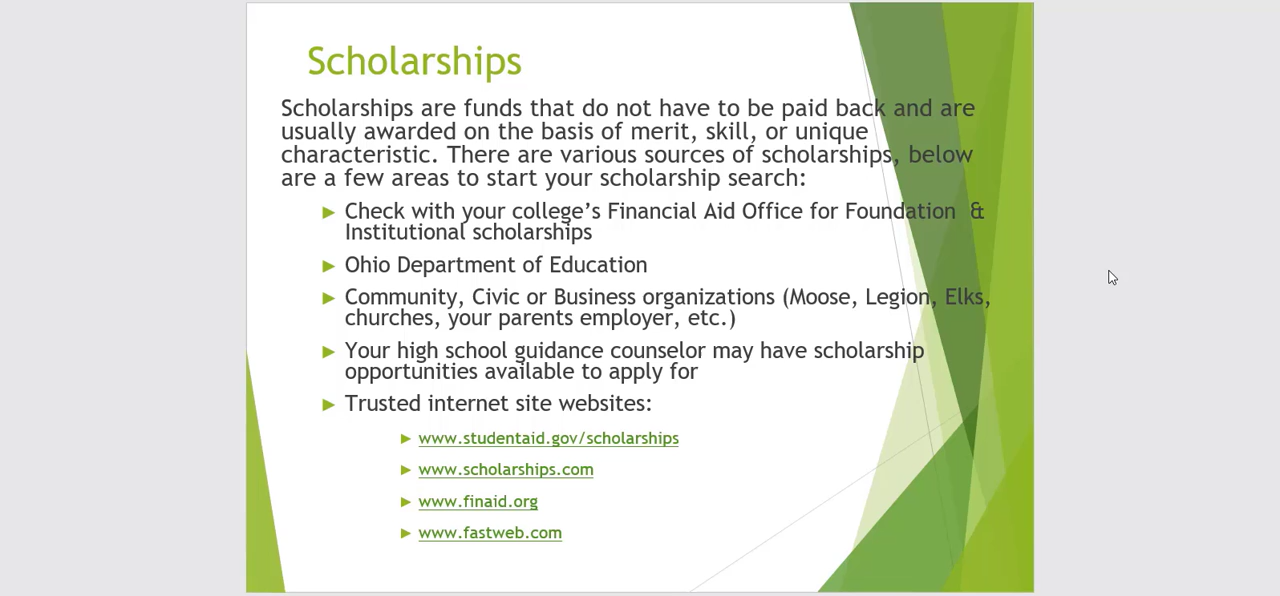 Scholarships
Scholarships are funds that do not have to be paid back and are
usually awarded on the basis of merit, skill, or unique
characteristic. There are various sources of scholarships, below
are a few areas to start your scholarship search:
Check with your college’s Financial Aid Office for Foundation &
Institutional scholarships
Ohio Department of Education
Community, Civic or Business organizations (Moose, Legion, Elks,
churches, your parents employer, etc.)
Your high school guidance counselor may have scholarship
opportunities available to apply for
Trusted internet site websites:
www.studentaid.gov/scholarships
www.scholarships.com
www.finaid.org
www.fastweb.com